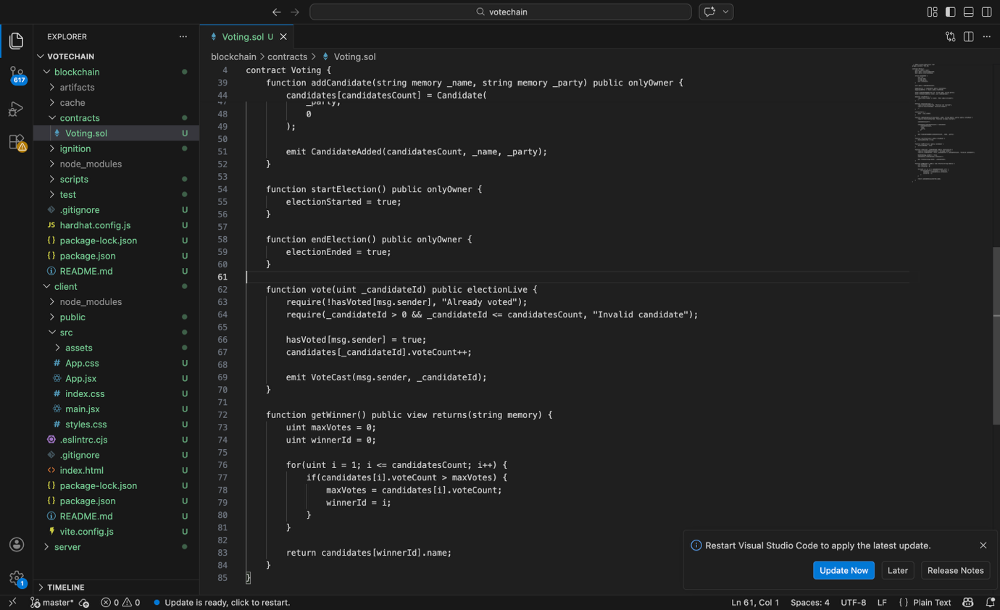 votechain
EXPLORER
Voting.sol U
VOTECHAIN
blockchain > contracts > Voting.sol
blockchain
artifacts
cache
contracts
Voting.sol U
ignition
node_modules
scripts
test
.gitignore U
JS hardhat.config.js U
{} package-lock.json U
{} package.json U
README.md U
client
node_modules
public
src
assets
# App.css U
App.jsx U
# index.css U
main.jsx U
# styles.css U
.eslintrc.cjs U
.gitignore U
<> index.html U
{} package-lock.json U
{} package.json U
README.md U
vite.config.js U
server
TIMELINE
617
1
4 contract Voting {
39 function addCandidate(string memory _name, string memory _party) public onlyOwner {
44 candidates[candidatesCount] = Candidate(
47 _party,
48 0
49 );
50
51 emit CandidateAdded(candidatesCount, _name, _party);
52 }
53
54 function startElection() public onlyOwner {
55 electionStarted = true;
56 }
57
58 function endElection() public onlyOwner {
59 electionEnded = true;
60 }
61
62 function vote(uint _candidateId) public electionLive {
63 require(!hasVoted[msg.sender], "Already voted");
64 require(_candidateId > 0 && _candidateId <= candidatesCount, "Invalid candidate");
65
66 hasVoted[msg.sender] = true;
67 candidates[_candidateId].voteCount++;
68
69 emit VoteCast(msg.sender, _candidateId);
70 }
71
72 function getWinner() public view returns(string memory) {
73 uint maxVotes = 0;
74 uint winnerId = 0;
75
76 for(uint i = 1; i <= candidatesCount; i++) {
77 if(candidates[i].voteCount > maxVotes) {
78 maxVotes = candidates[i].voteCount;
79 winnerId = i;
80 }
81 }
82
83 return candidates[winnerId].name;
84 }
85 }
Restart Visual Studio Code to apply the latest update.
Update Now
Later
Release Notes
master*
0 0
Update is ready, click to restart.
Ln 61, Col 1
Spaces: 4
UTF-8
LF
{} Plain Text